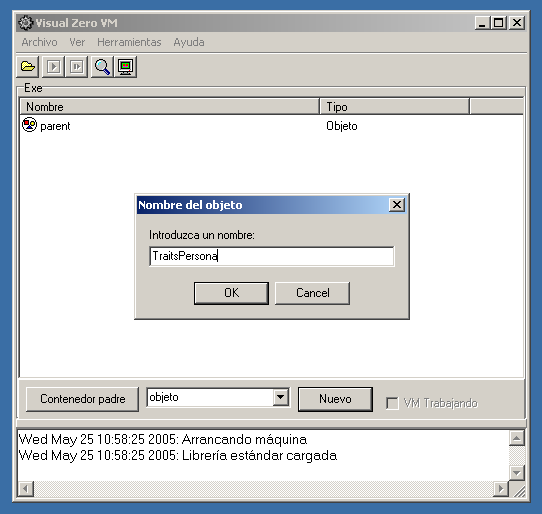 Visual Zero VM
Archivo Ver Herramientas Ayuda
Exe
Nombre Tipo
parent Objeto
Nombre del objeto
Introduzca un nombre:
TraitsPersona
OK Cancel
Contenedor padre objeto Nuevo VM Trabajando
Wed May 25 10:58:25 2005: Arrancando máquina
Wed May 25 10:58:25 2005: Librería estándar cargada